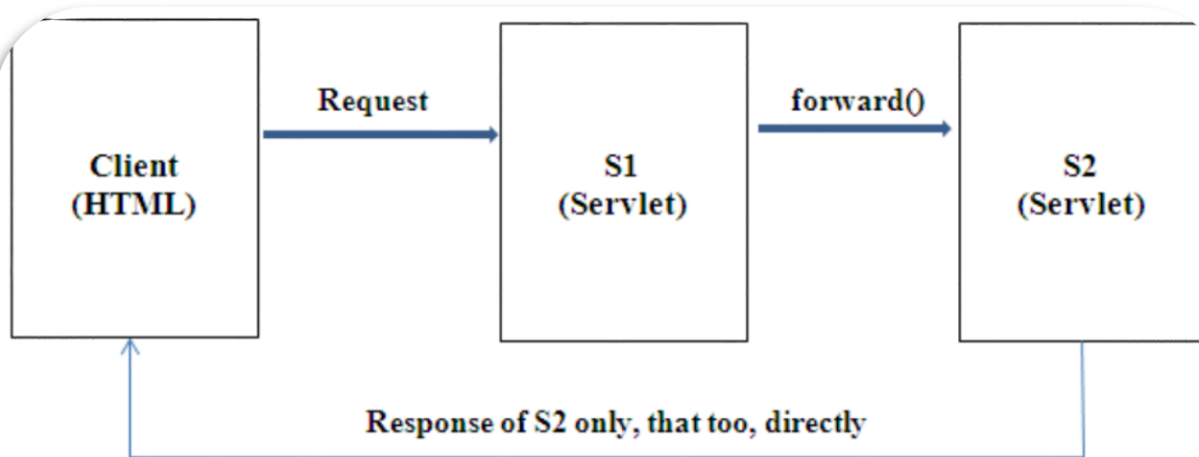 Request
forward()
Client
(HTML)
S1
(Servlet)
S2
(Servlet)
Response of S2 only, that too, directly